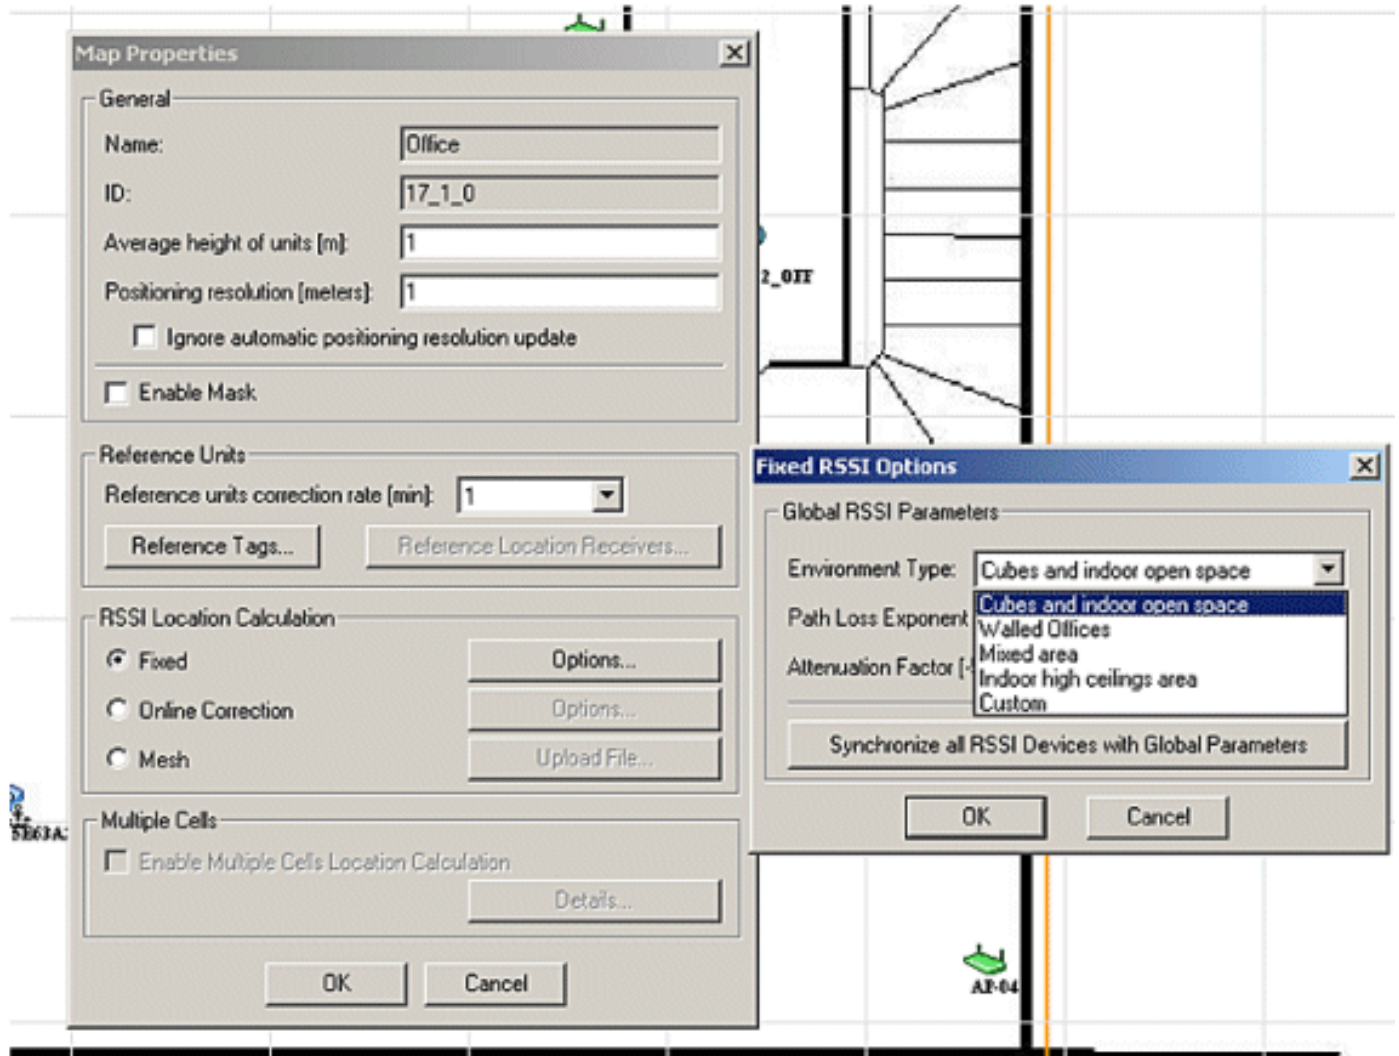 Map Properties
General
Name: Office
ID: 17_1_0
Average height of units [m]: 1
Positioning resolution [meters]: 1
Ignore automatic positioning resolution update
Enable Mask
Reference Units
Reference units correction rate [min]: 1
Reference Tags... Reference Location Receivers...
RSSI Location Calculation
Fixed Options...
Online Correction Options...
Mesh Upload File...
Multiple Cells
Enable Multiple Cells Location Calculation
Details...
OK Cancel
2_OFF
Fixed RSSI Options
Global RSSI Parameters
Environment Type: Cubes and indoor open space
Cubes and indoor open space
Walled Offices
Mixed area
Indoor high ceilings area
Custom
Path Loss Exponent
Attenuation Factor [-
Synchronize all RSSI Devices with Global Parameters
OK Cancel
AP-04